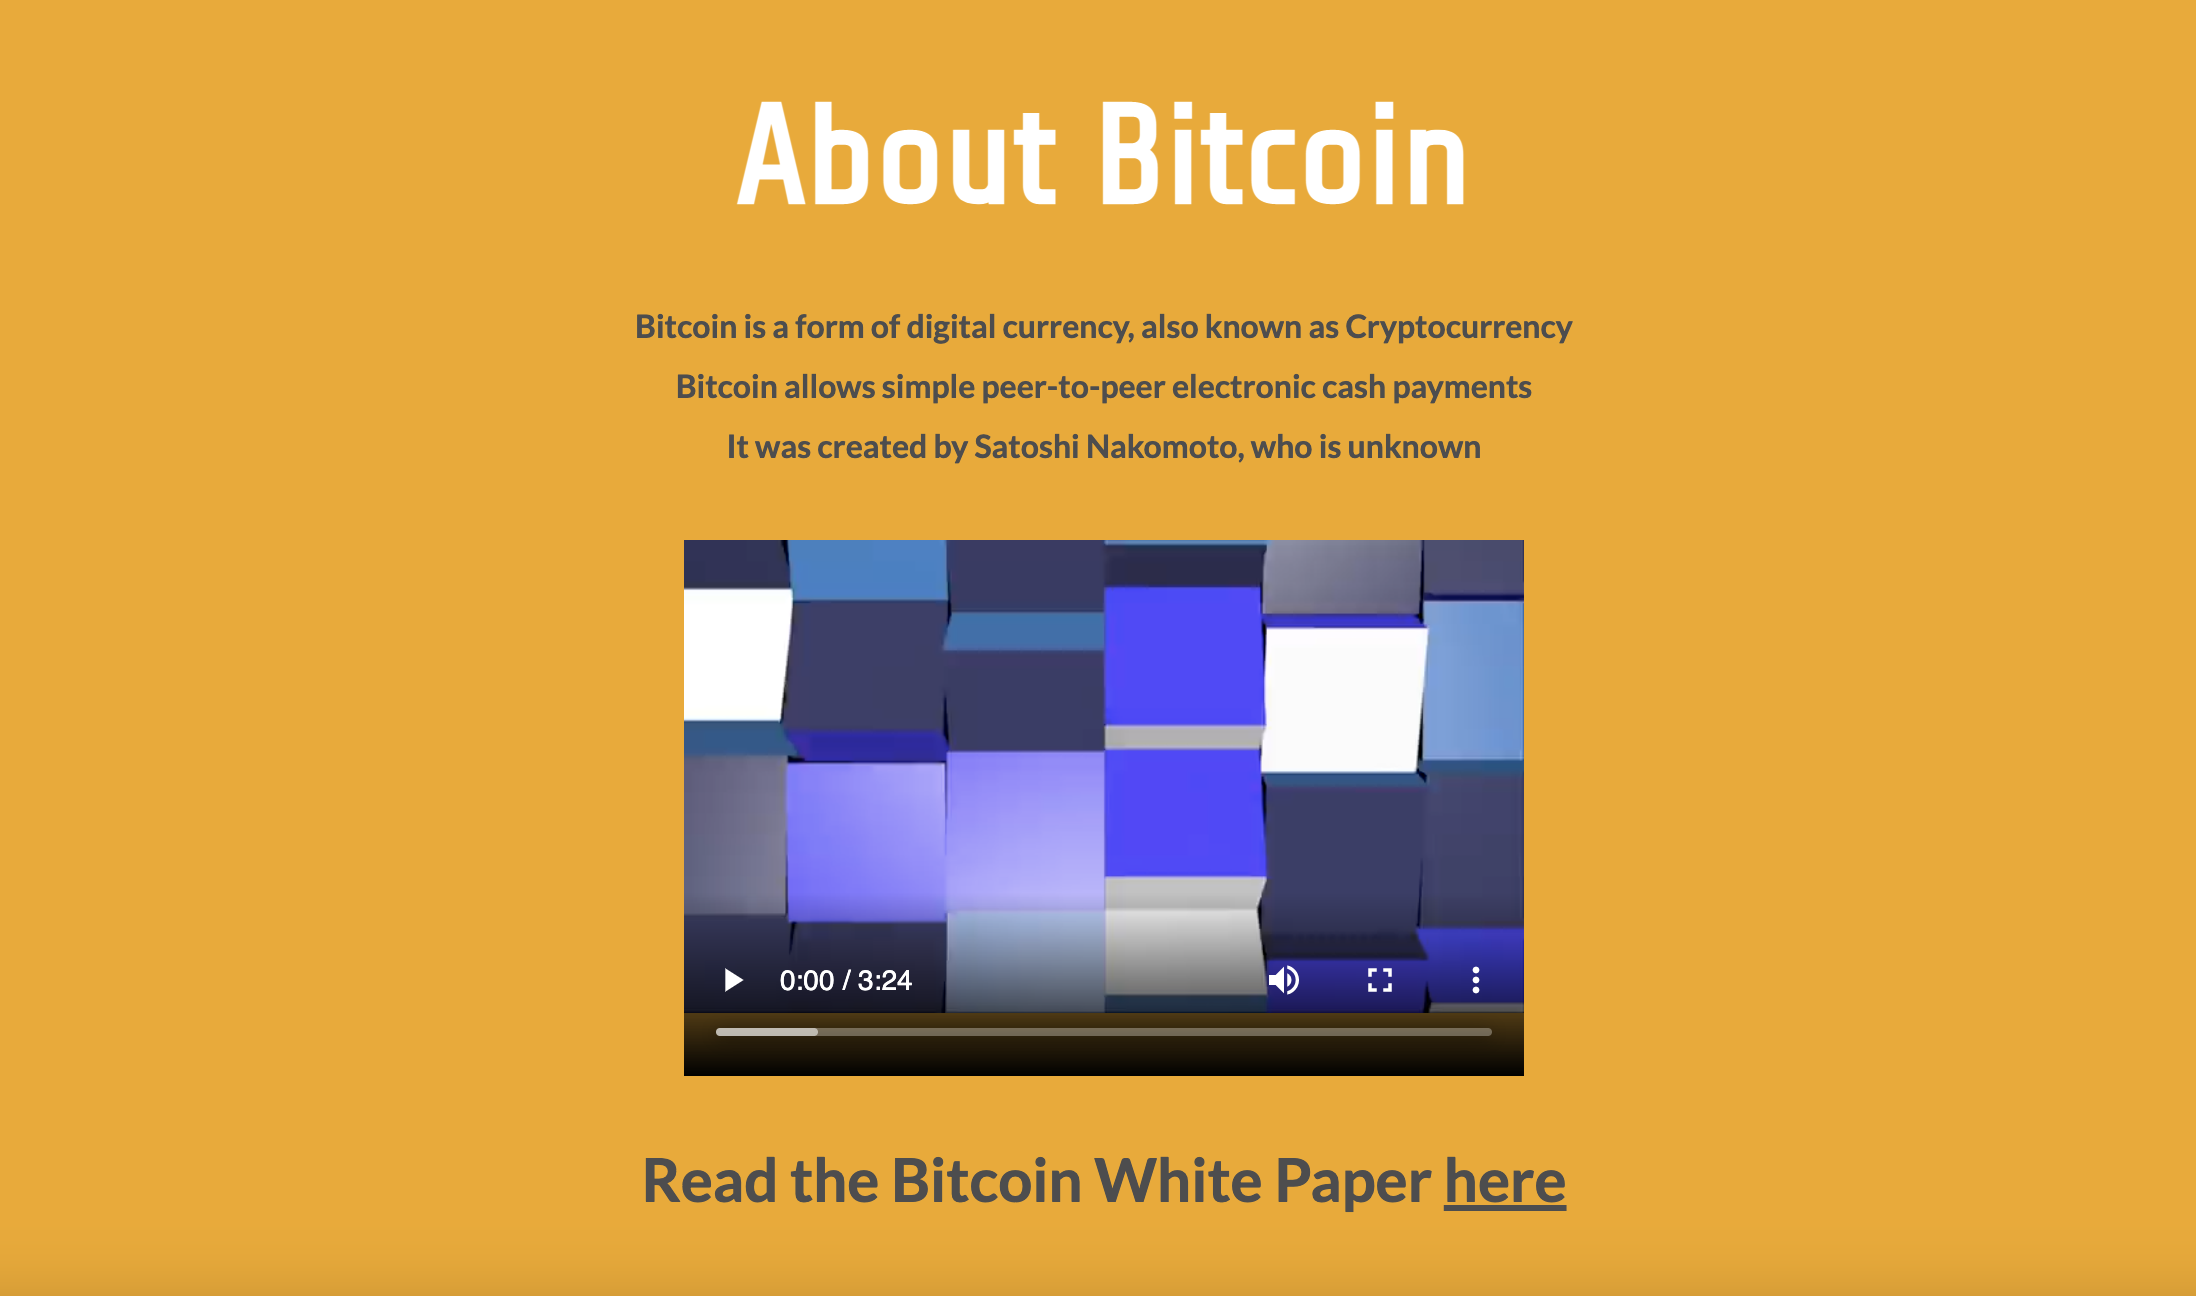 About Bitcoin
Bitcoin is a form of digital currency, also known as Cryptocurrency
Bitcoin allows simple peer-to-peer electronic cash payments
It was created by Satoshi Nakomoto, who is unknown
0:00 / 3:24
Read the Bitcoin White Paper here